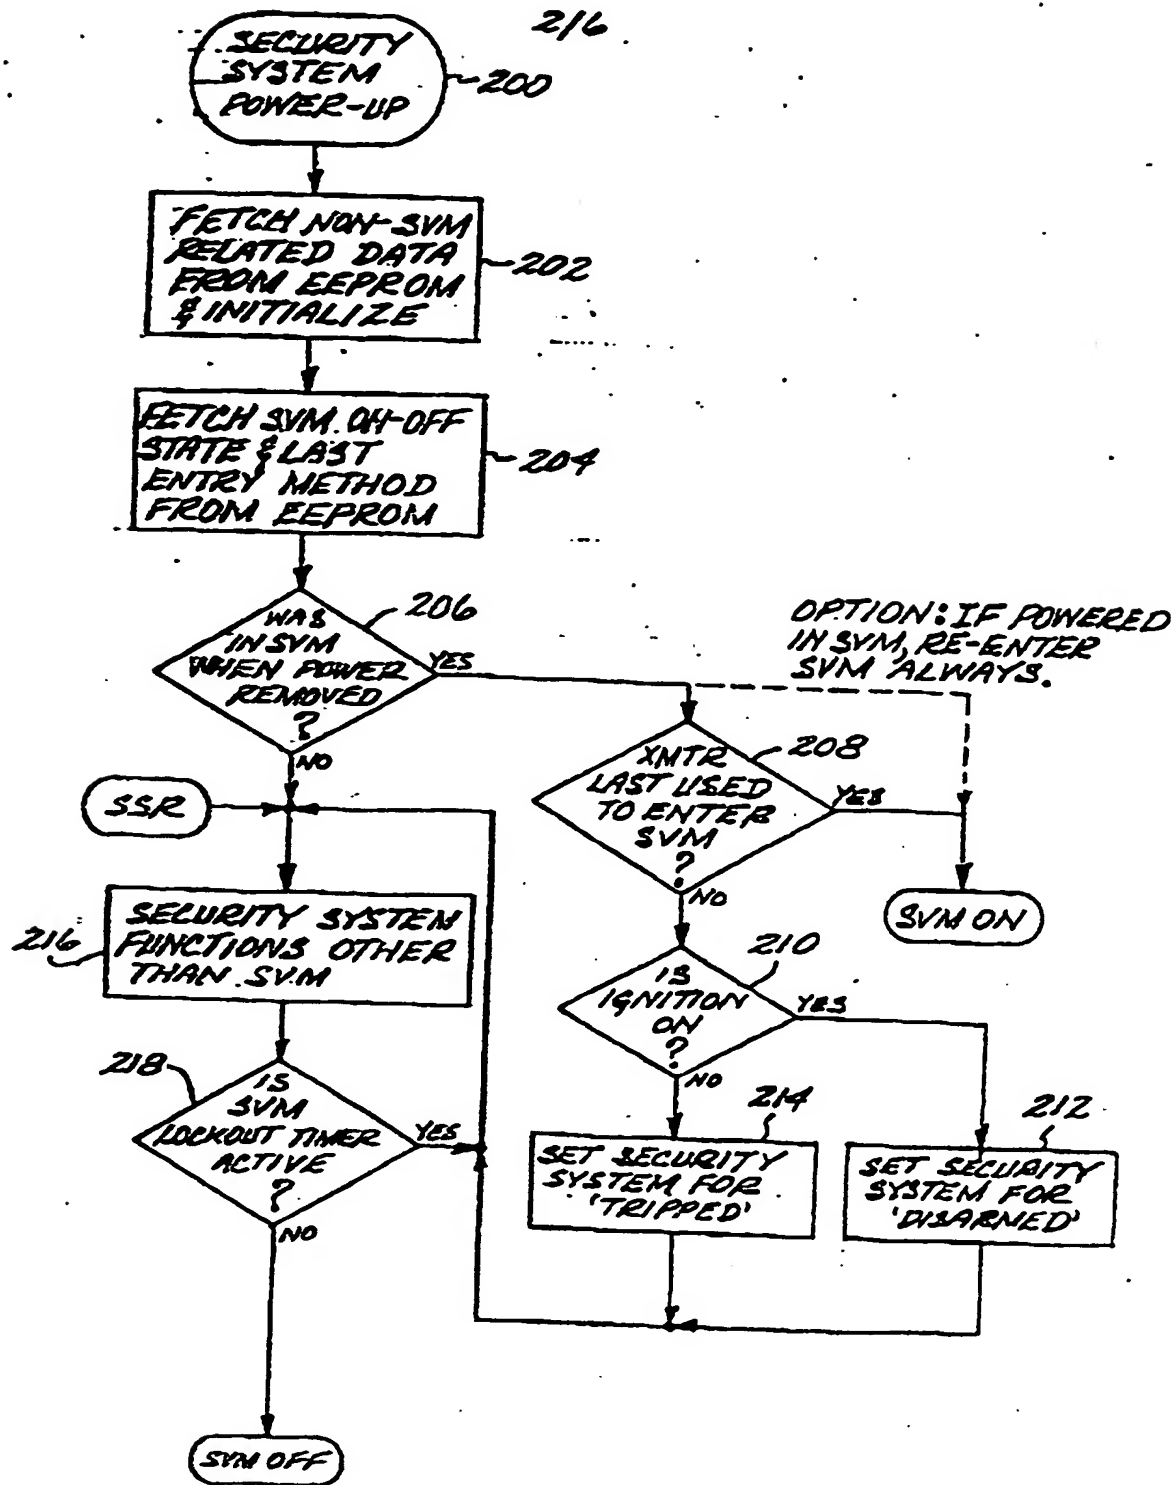 2/6
SECURITY
SYSTEM
POWER-UP
200
FETCH NON-SVM
RELATED DATA
FROM EEPROM
& INITIALIZE
202
FETCH SVM ON-OFF
STATE & LAST
ENTRY METHOD
FROM EEPROM
204
WAS
IN SVM
WHEN POWER
REMOVED
?
206
YES
NO
OPTION: IF POWERED
IN SVM, RE-ENTER
SVM ALWAYS.
XMTR
LAST USED
TO ENTER
SVM
?
208
YES
NO
SVM ON
SSR
SECURITY SYSTEM
FUNCTIONS OTHER
THAN SVM
216
IS
IGNITION
ON
?
210
YES
NO
IS
SVM
LOCKOUT TIMER
ACTIVE
?
218
YES
NO
SET SECURITY
SYSTEM FOR
'TRIPPED'
214
SET SECURITY
SYSTEM FOR
'DISARMED'
212
SVM OFF